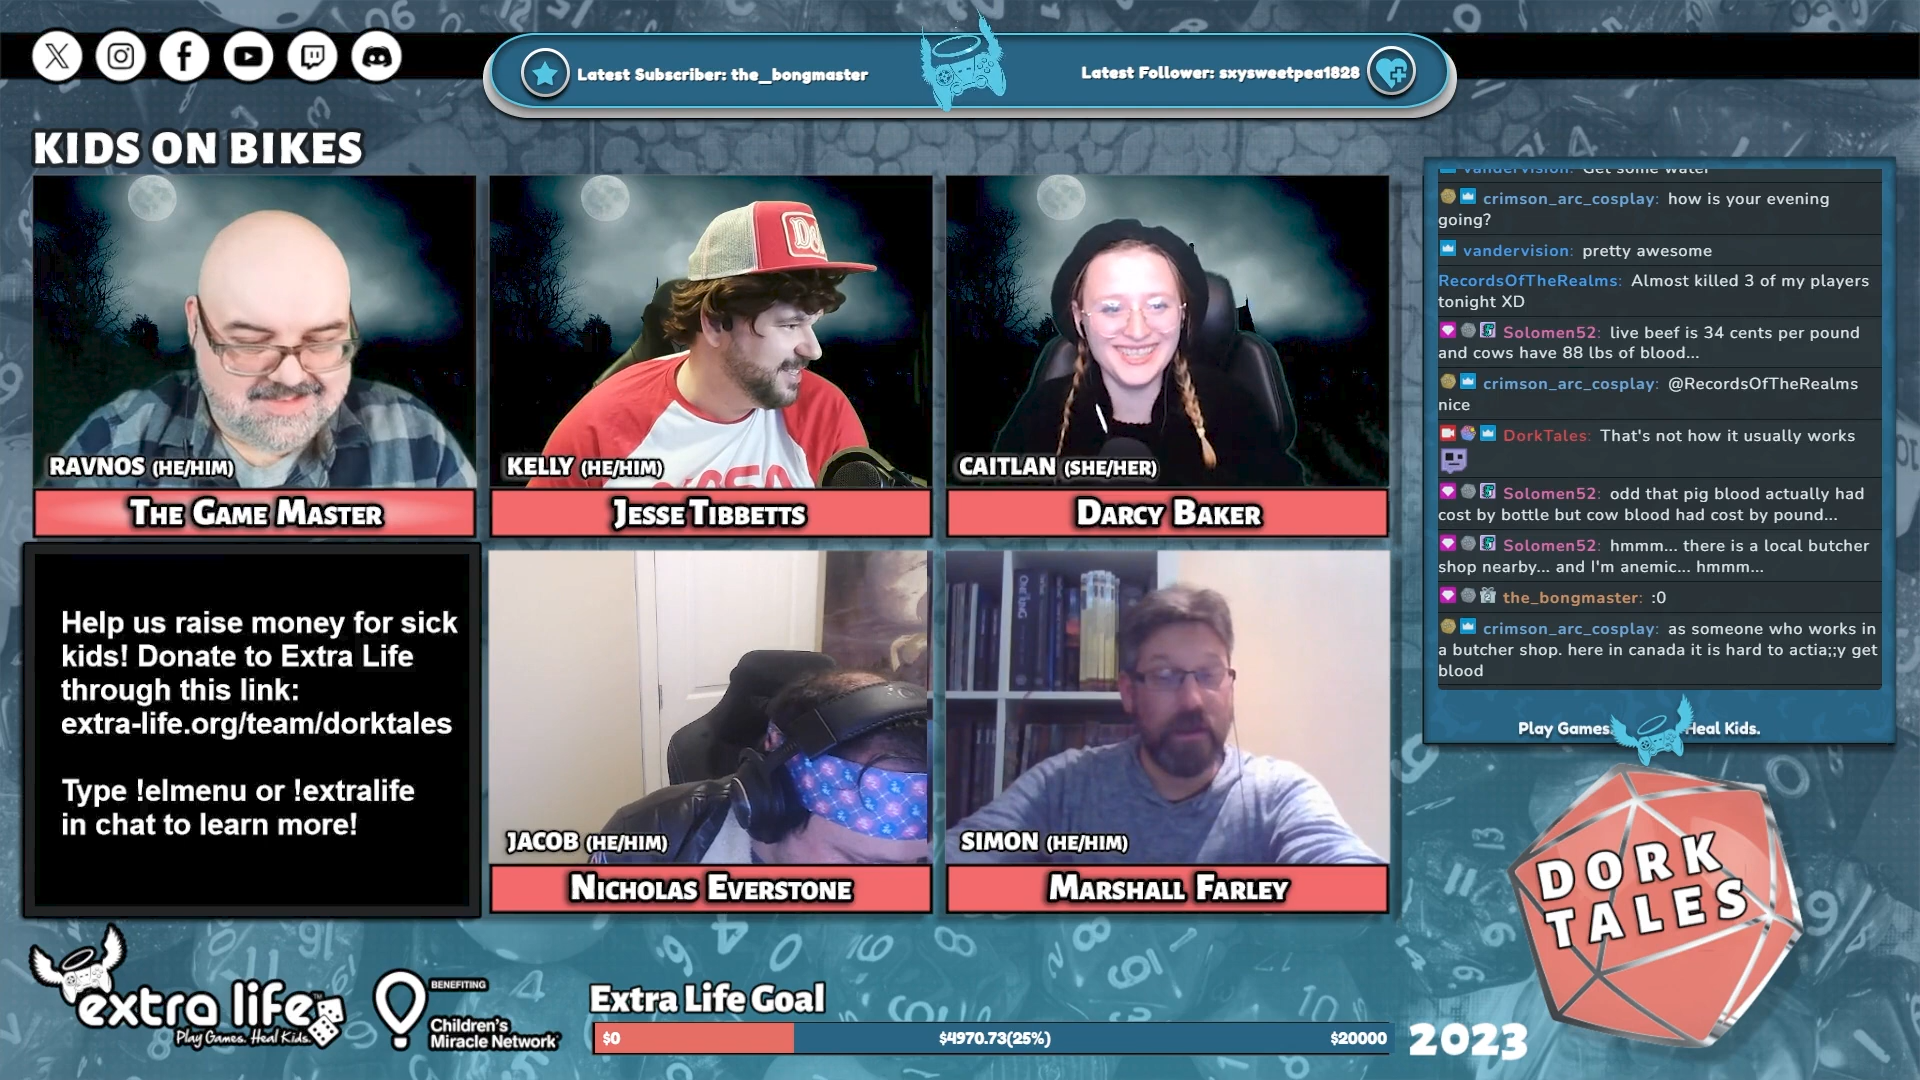 Latest Subscriber: the_bongmaster
Latest Follower: sxysweetpea1828
KIDS ON BIKES
RAVNOS (HE/HIM)
THE GAME MASTER
KELLY (HE/HIM)
JESSE TIBBETTS
CAITLAN (SHE/HER)
DARCY BAKER
Help us raise money for sick
kids! Donate to Extra Life
through this link:
extra-life.org/team/dorktales
Type !elmenu or !extralife
in chat to learn more!
JACOB (HE/HIM)
NICHOLAS EVERSTONE
SIMON (HE/HIM)
MARSHALL FARLEY
vandervision: Get some water
crimson_arc_cosplay: how is your evening
going?
vandervision: pretty awesome
RecordsOfTheRealms: Almost killed 3 of my players
tonight XD
Solomen52: live beef is 34 cents per pound
and cows have 88 lbs of blood...
crimson_arc_cosplay: @RecordsOfTheRealms
nice
DorkTales: That's not how it usually works
Solomen52: odd that pig blood actually had
cost by bottle but cow blood had cost by pound...
Solomen52: hmmm... there is a local butcher
shop nearby... and I'm anemic... hmmm...
the_bongmaster: :0
crimson_arc_cosplay: as someone who works in
a butcher shop. here in canada it is hard to actia;;y get
blood
Play Games. Heal Kids.
DORK
TALES
extra life
Play Games. Heal Kids.
BENEFITING
Children's
Miracle Network
Extra Life Goal
$0
$4970.73(25%)
$20000
2023